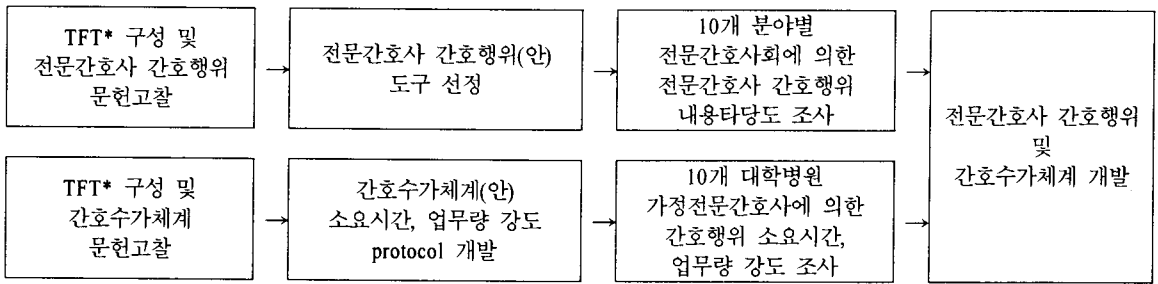 TFT* 구성 및
전문간호사 간호행위
문헌고찰
전문간호사 간호행위(안)
도구 선정
10개 분야별
전문간호사회에 의한
전문간호사 간호행위
내용타당도 조사
TFT* 구성 및
간호수가체계
문헌고찰
간호수가체계(안)
소요시간, 업무량 강도
protocol 개발
10개 대학병원
가정전문간호사에 의한
간호행위 소요시간,
업무량 강도 조사
전문간호사 간호행위
및
간호수가체계 개발